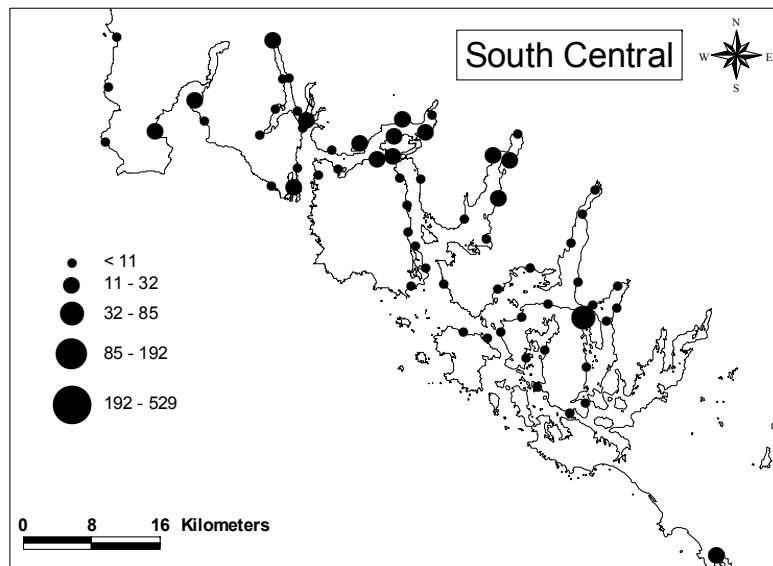 South Central
N
W E
S
< 11
11 - 32
32 - 85
85 - 192
192 - 529
0 8 16 Kilometers